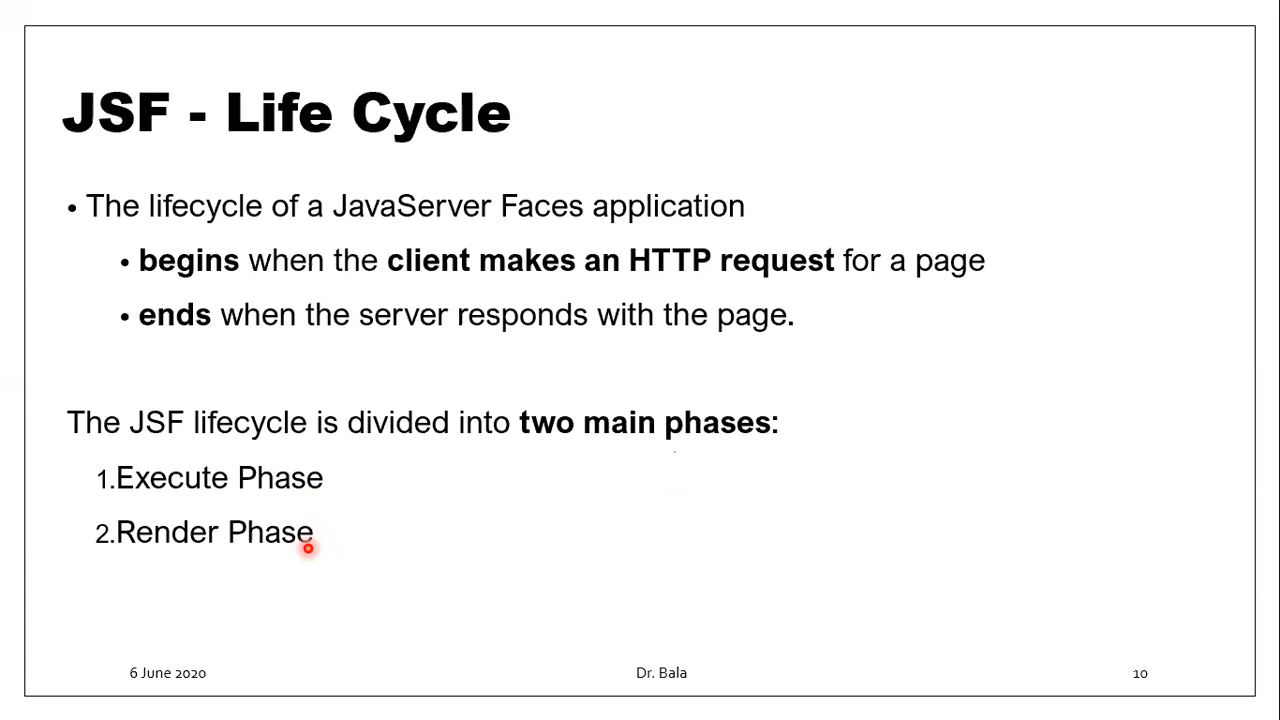 JSF - Life Cycle
• The lifecycle of a JavaServer Faces application
• begins when the client makes an HTTP request for a page
• ends when the server responds with the page.
The JSF lifecycle is divided into two main phases:
1.Execute Phase
2.Render Phase
6 June 2020 Dr. Bala 10